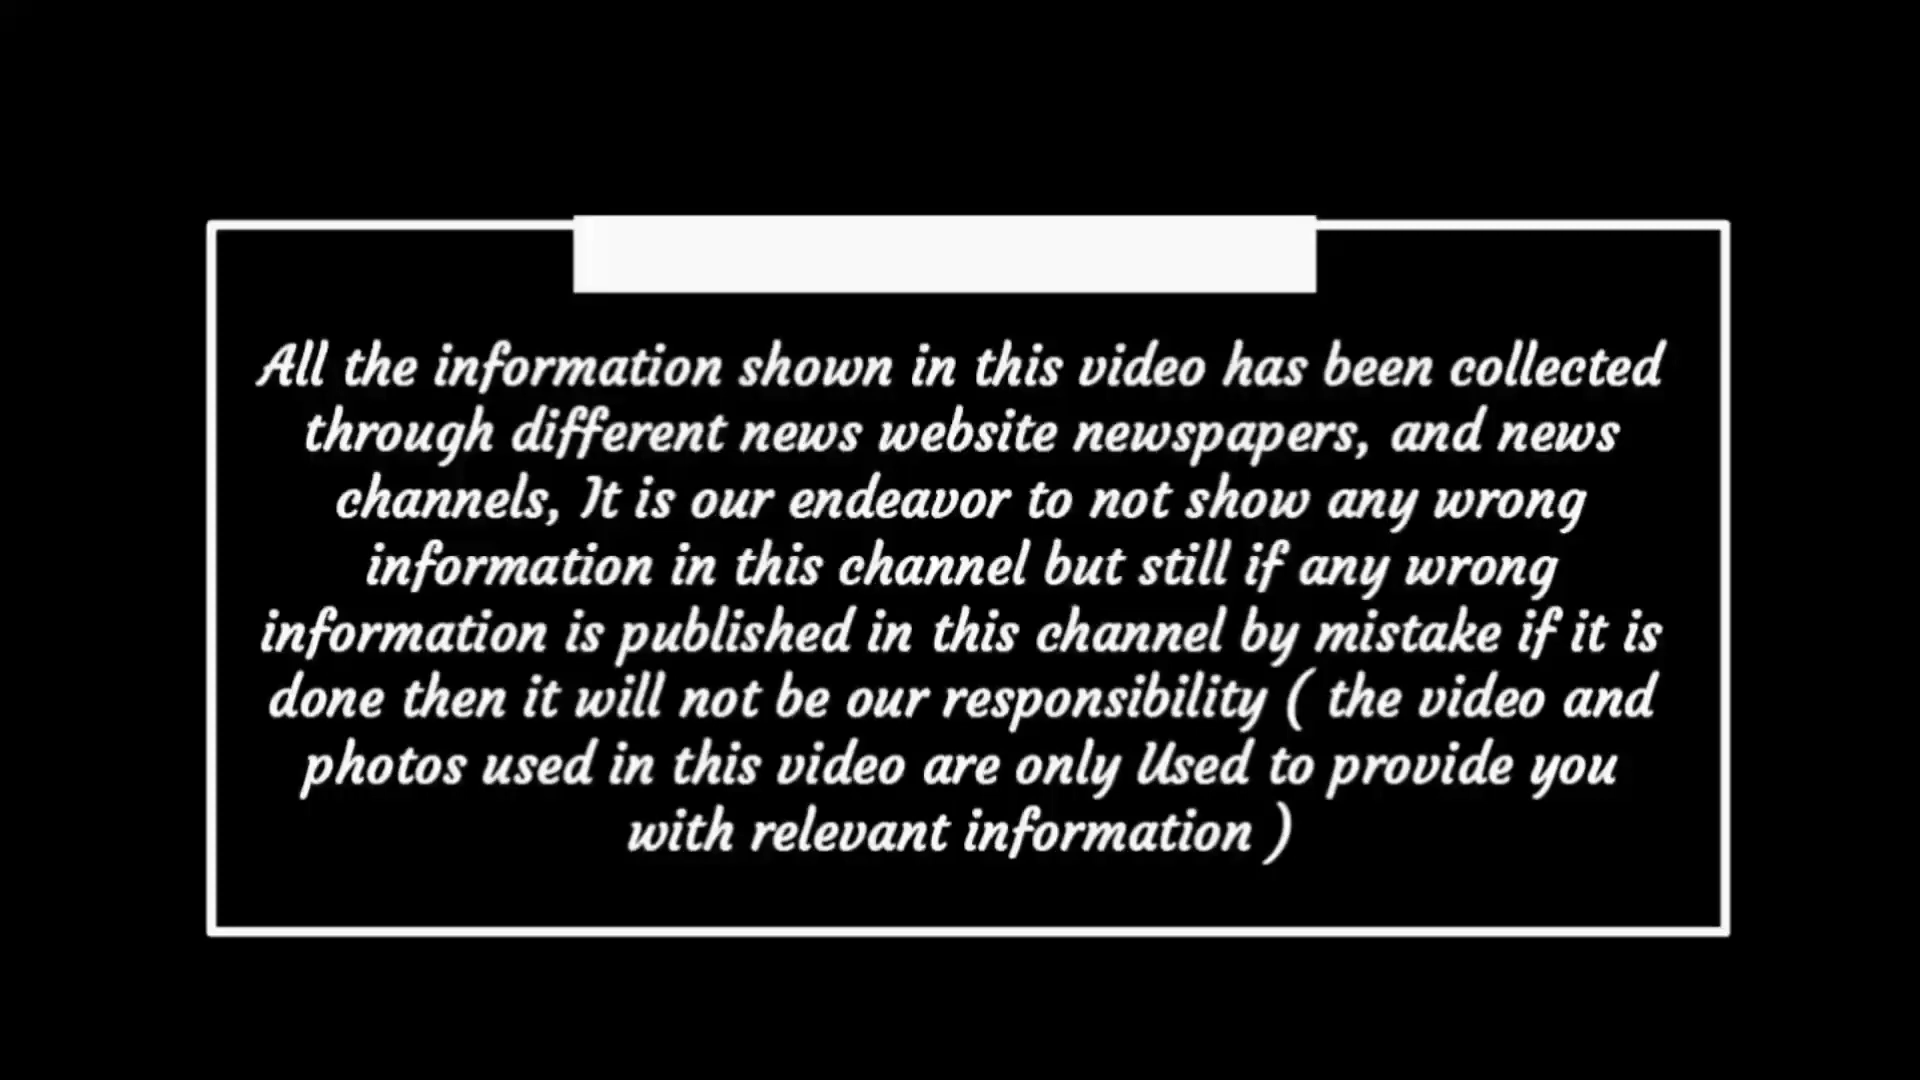 All the information shown in this video has been collected
through different news website newspapers, and news
channels, It is our endeavor to not show any wrong
information in this channel but still if any wrong
information is published in this channel by mistake if it is
done then it will not be our responsibility ( the video and
photos used in this video are only Used to provide you
with relevant information )